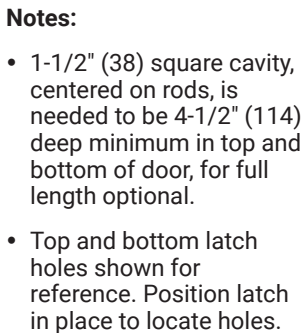 Notes:
• 1-1/2" (38) square cavity,
centered on rods, is
needed to be 4-1/2" (114)
deep minimum in top and
bottom of door, for full
length optional.
• Top and bottom latch
holes shown for
reference. Position latch
in place to locate holes.